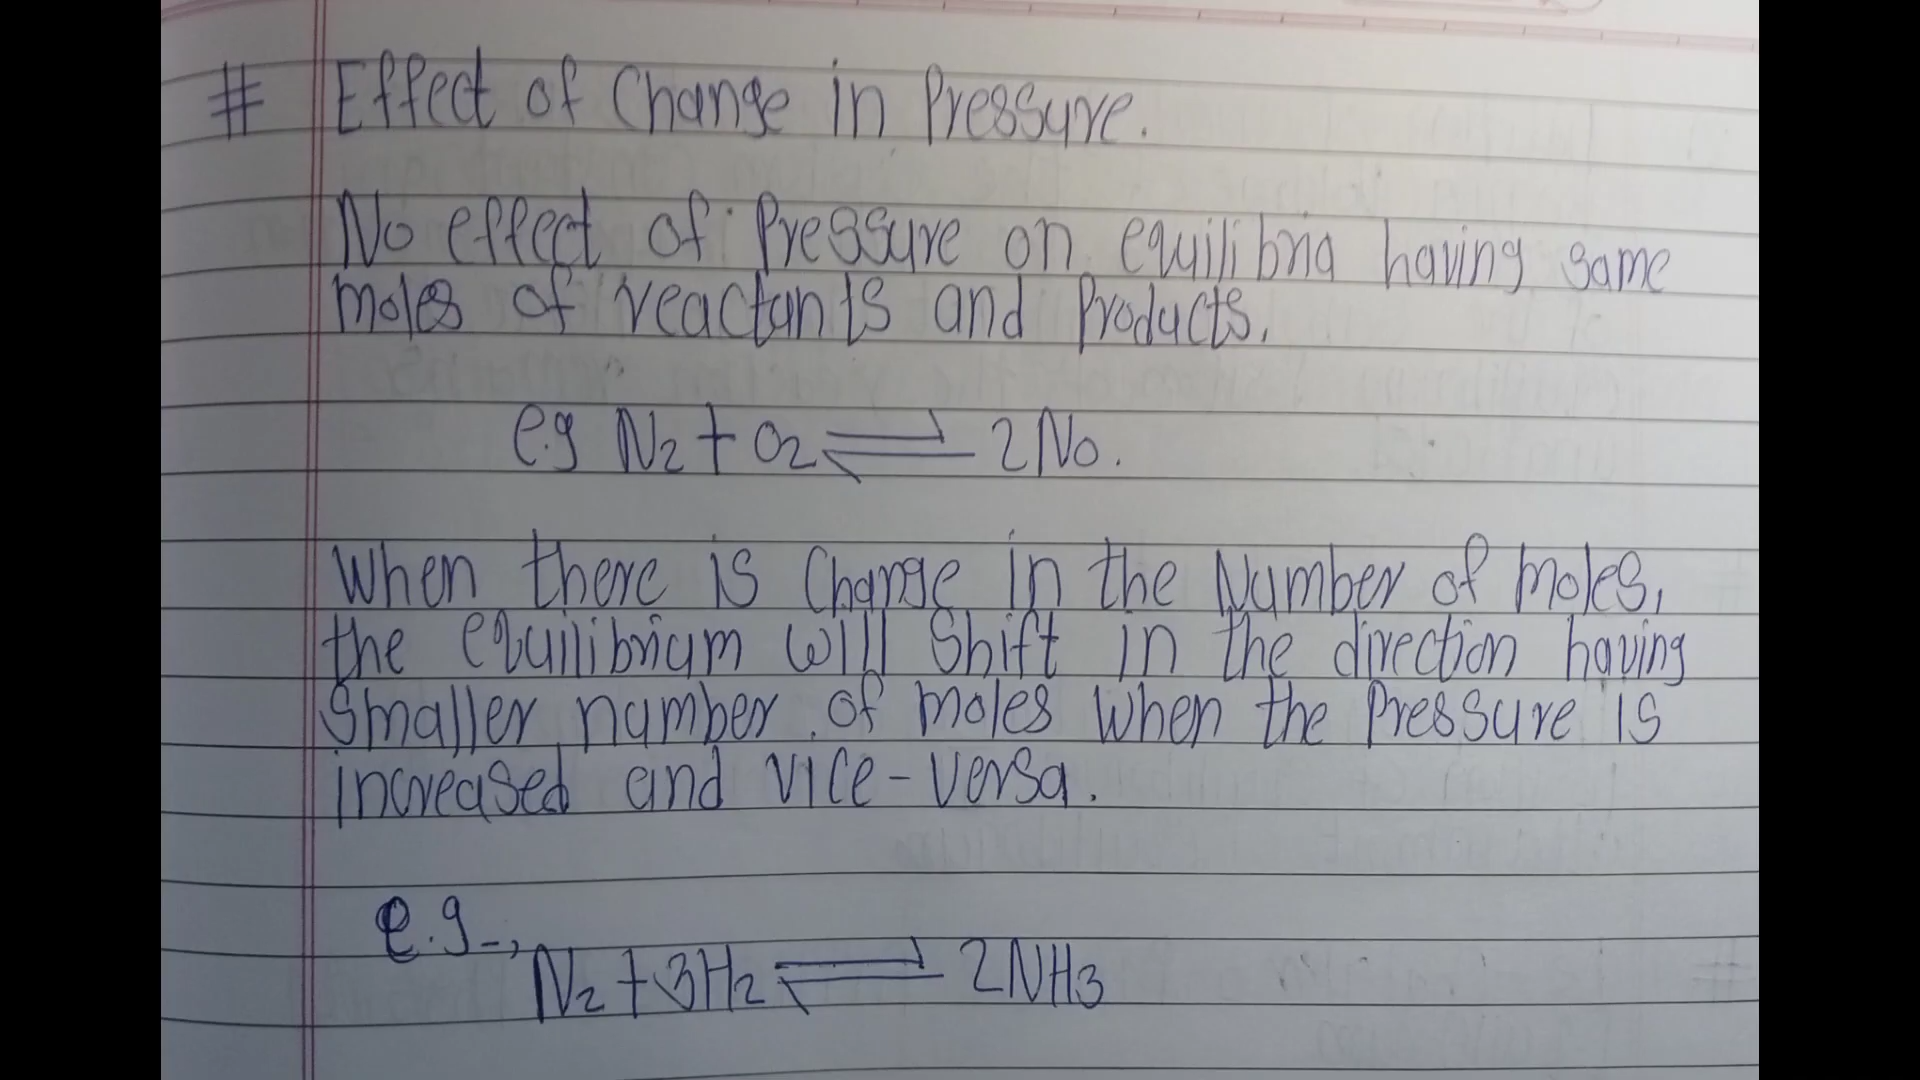 # Effect of Change in Pressure.
No effect of Pressure on equilibria having same
moles of reactants and Products.
e.g N2 + O2 ⇌ 2No.
When there is Change in the Number of moles,
the equilibrium will Shift in the direction having
Smaller number of moles when the Pressure is
increased and vice-versa.
e.g-,
N2 + 3H2 ⇌ 2NH3